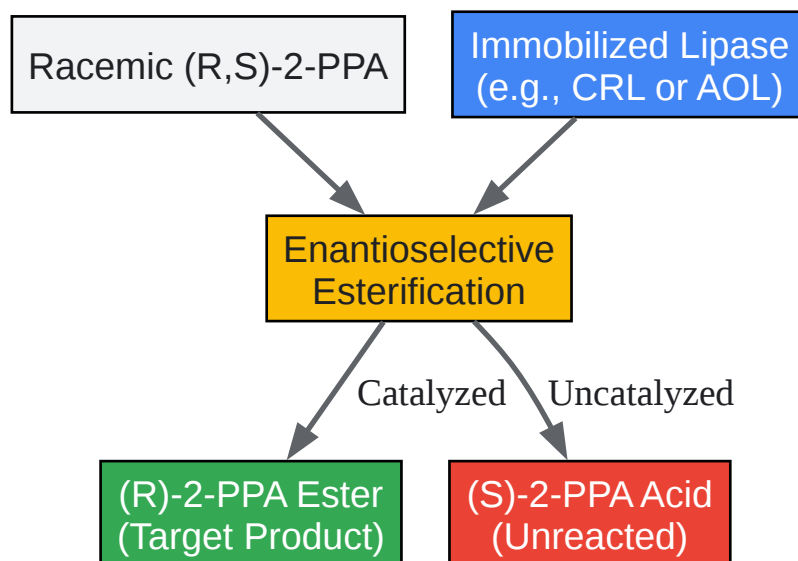 Racemic (R,S)-2-PPA
Immobilized Lipase
(e.g., CRL or AOL)
Enantioselective
Esterification
Catalyzed
Uncatalyzed
(R)-2-PPA Ester
(Target Product)
(S)-2-PPA Acid
(Unreacted)